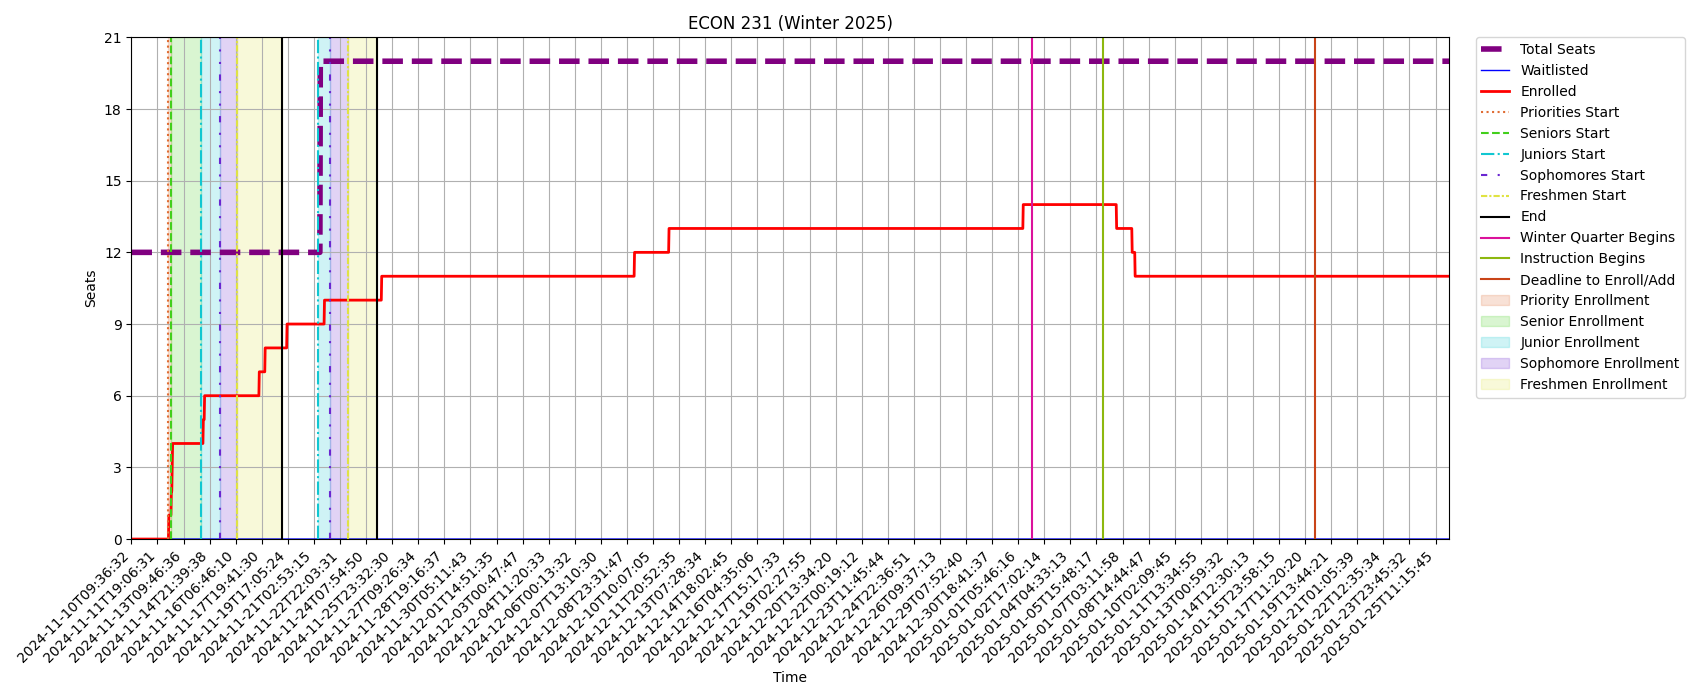 ECON 231 (Winter 2025)
21
18
15
12
9
6
3
0
Seats
2024-11-10T09:36:32
2024-11-11T19:06:31
2024-11-13T09:46:36
2024-11-14T21:39:38
2024-11-16T06:46:10
2024-11-17T19:41:30
2024-11-19T17:05:24
2024-11-21T02:53:15
2024-11-22T22:03:31
2024-11-24T07:54:50
2024-11-25T23:32:30
2024-11-27T09:26:34
2024-11-28T19:16:37
2024-11-30T05:11:43
2024-12-01T14:51:35
2024-12-03T00:47:47
2024-12-04T11:20:33
2024-12-06T00:13:32
2024-12-07T13:10:30
2024-12-08T23:31:47
2024-12-10T10:07:05
2024-12-11T20:52:35
2024-12-13T07:28:34
2024-12-14T18:02:45
2024-12-16T04:35:06
2024-12-17T15:17:33
2024-12-19T02:27:55
2024-12-20T13:34:20
2024-12-22T00:19:12
2024-12-23T11:45:44
2024-12-24T22:36:51
2024-12-26T09:37:13
2024-12-29T07:52:40
2024-12-30T18:41:37
2025-01-01T05:46:16
2025-01-02T17:02:14
2025-01-04T04:33:13
2025-01-05T15:48:17
2025-01-07T03:11:58
2025-01-08T14:44:47
2025-01-10T02:09:45
2025-01-11T13:34:55
2025-01-13T00:59:32
2025-01-14T12:30:13
2025-01-15T23:58:15
2025-01-17T11:20:20
2025-01-19T13:44:21
2025-01-21T01:05:39
2025-01-22T12:35:34
2025-01-23T23:45:32
2025-01-25T11:15:45
Time
Total Seats
Waitlisted
Enrolled
Priorities Start
Seniors Start
Juniors Start
Sophomores Start
Freshmen Start
End
Winter Quarter Begins
Instruction Begins
Deadline to Enroll/Add
Priority Enrollment
Senior Enrollment
Junior Enrollment
Sophomore Enrollment
Freshmen Enrollment